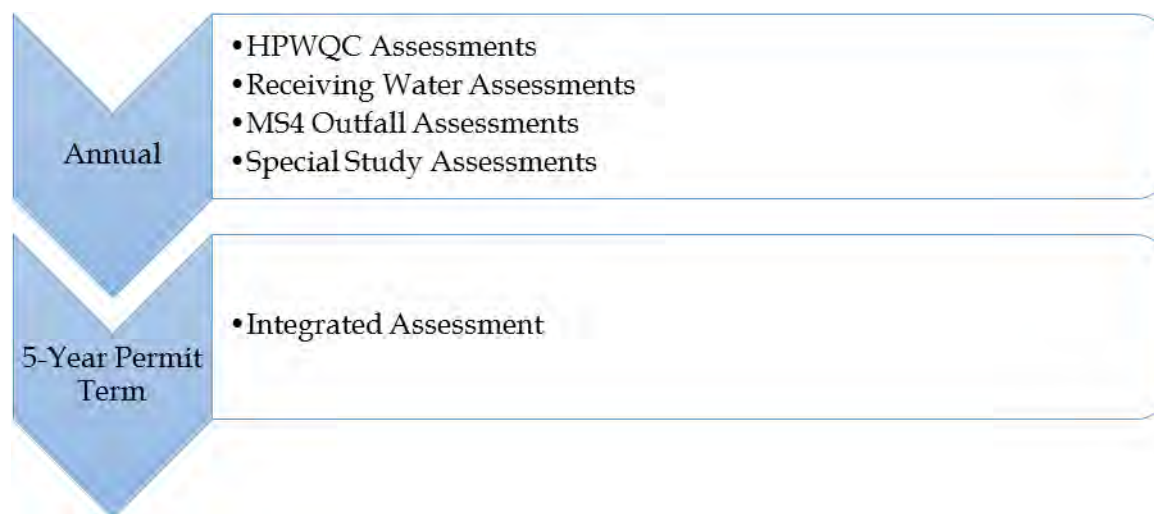 Annual
•HPWQC Assessments
•Receiving Water Assessments
•MS4 Outfall Assessments
•Special Study Assessments
5-Year Permit
Term
•Integrated Assessment